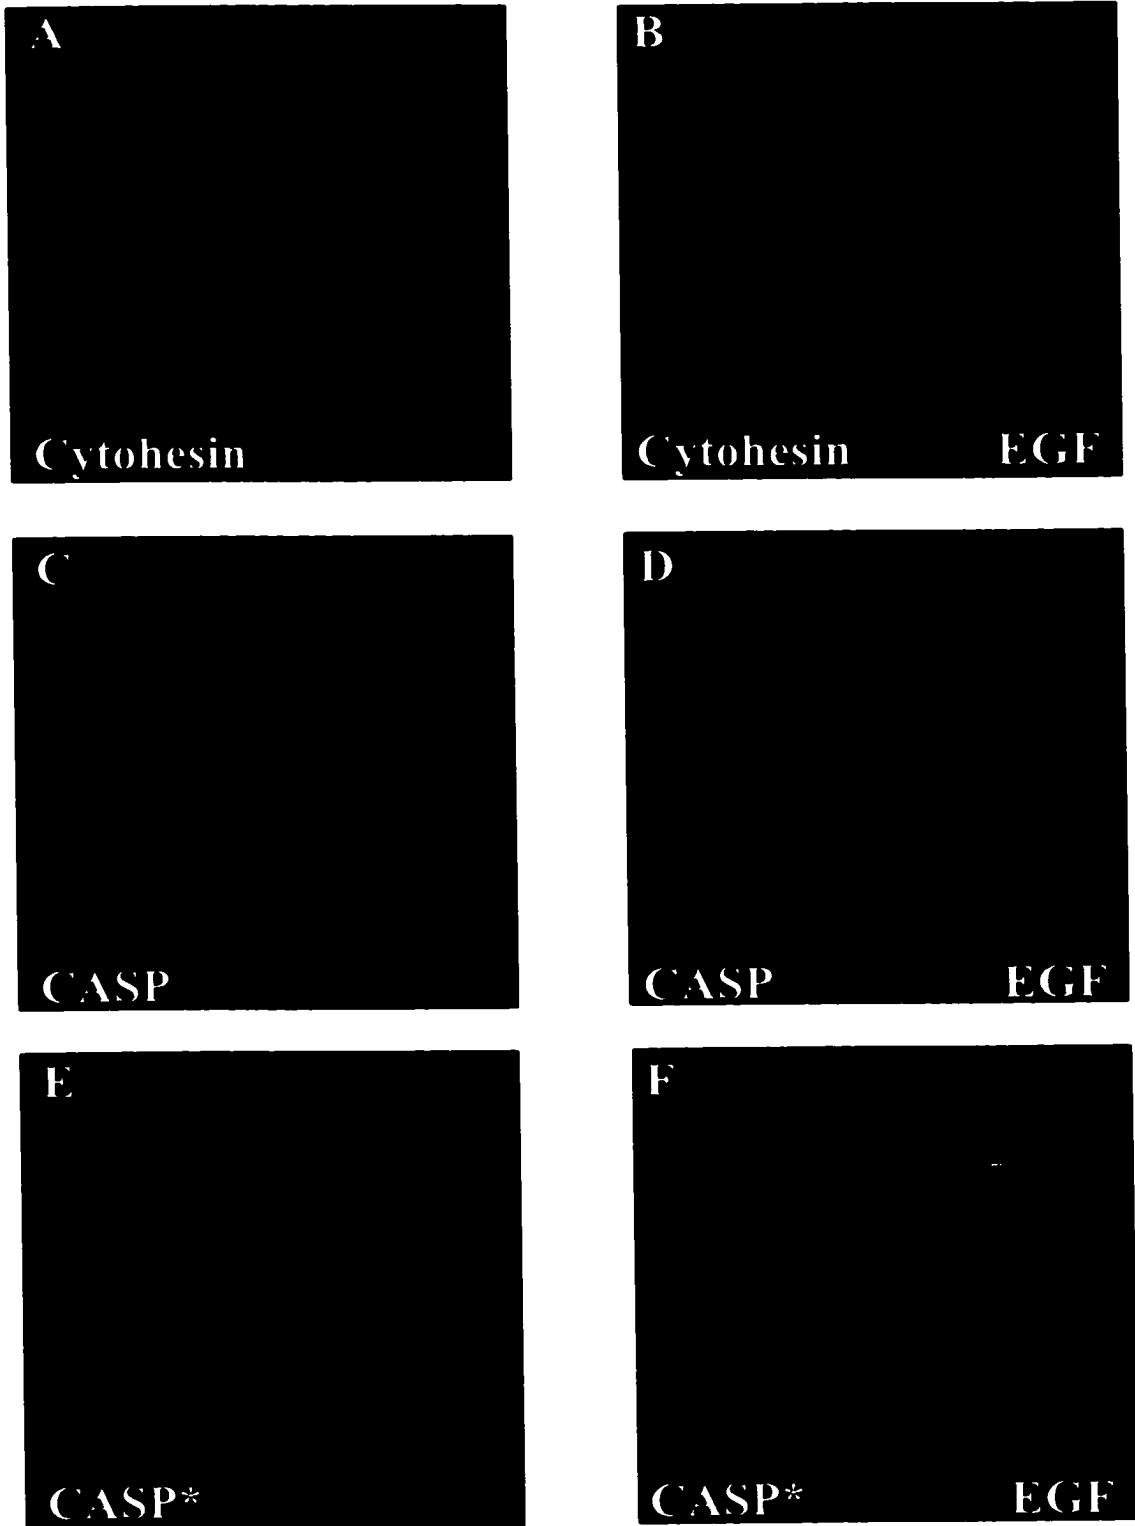 A B
Cytohesin Cytohesin EGF
C D
CASP CASP EGF
E F
CASP* CASP* EGF